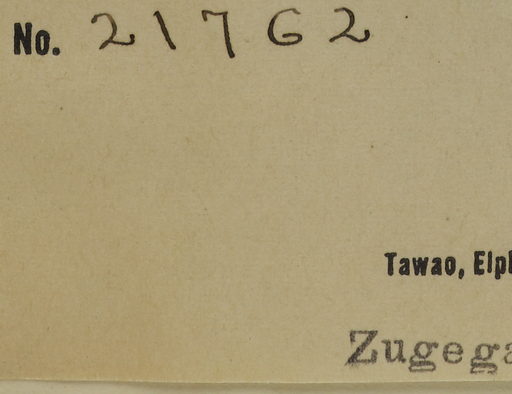 No. 21762
Tawao, Elp
Zugega